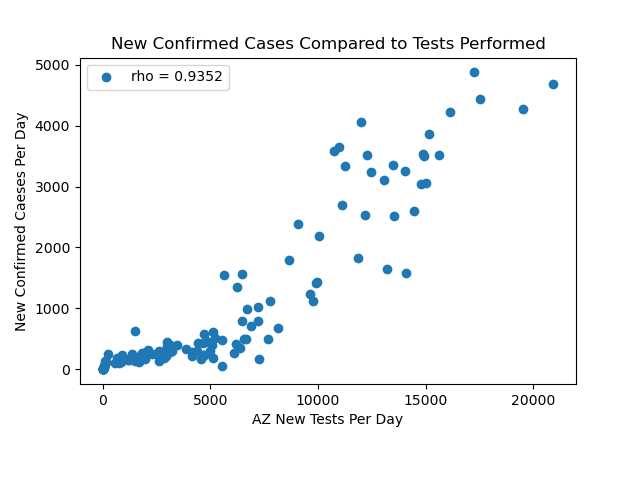 New Confirmed Cases Compared to Tests Performed
rho = 0.9352
New Confirmed Caeses Per Day
5000
4000
3000
2000
1000
0
0 5000 10000 15000 20000
AZ New Tests Per Day